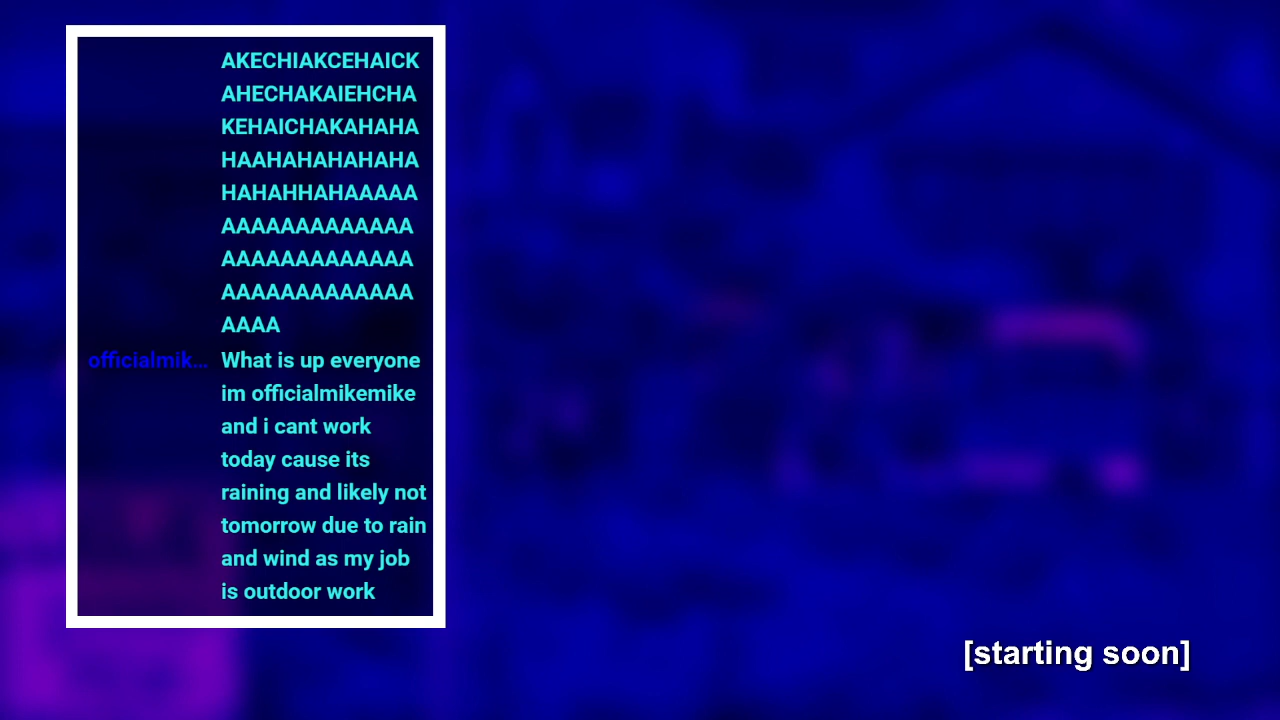 AKECHIAKCEHAICK
AHECHAKAIEHCHA
KEHAICHAKAHAHA
HAAHAHAHAHAHA
HAHAHHAHAAAAA
AAAAAAAAAAAAA
AAAAAAAAAAAAA
AAAAAAAAAAAAA
AAAA
officialmik... What is up everyone
im officialmikemike
and i cant work
today cause its
raining and likely not
tomorrow due to rain
and wind as my job
is outdoor work
[starting soon]